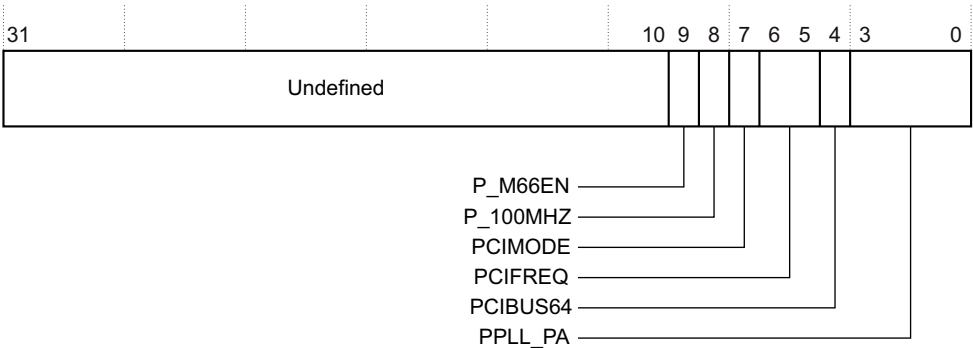 31 10 9 8 7 6 5 4 3 0
Undefined
P_M66EN
P_100MHZ
PCIMODE
PCIFREQ
PCIBUS64
PPLL_PA